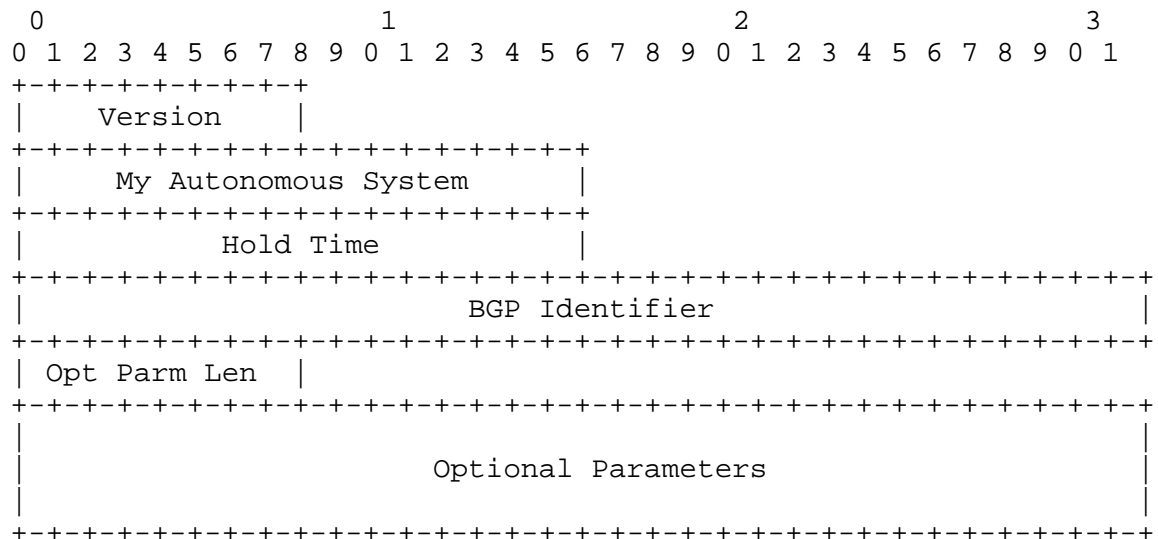 0 1 2 3
0 1 2 3 4 5 6 7 8 9 0 1 2 3 4 5 6 7 8 9 0 1 2 3 4 5 6 7 8 9 0 1
+-+-+-+-+-+-+-+-+
| Version |
+-+-+-+-+-+-+-+-+-+-+-+-+-+-+-+-+
| My Autonomous System |
+-+-+-+-+-+-+-+-+-+-+-+-+-+-+-+-+
| Hold Time |
+-+-+-+-+-+-+-+-+-+-+-+-+-+-+-+-+-+-+-+-+-+-+-+-+-+-+-+-+-+-+-+-+
| BGP Identifier |
+-+-+-+-+-+-+-+-+-+-+-+-+-+-+-+-+-+-+-+-+-+-+-+-+-+-+-+-+-+-+-+-+
| Opt Parm Len |
+-+-+-+-+-+-+-+-+-+-+-+-+-+-+-+-+-+-+-+-+-+-+-+-+-+-+-+-+-+-+-+-+
| |
| Optional Parameters |
| |
+-+-+-+-+-+-+-+-+-+-+-+-+-+-+-+-+-+-+-+-+-+-+-+-+-+-+-+-+-+-+-+-+